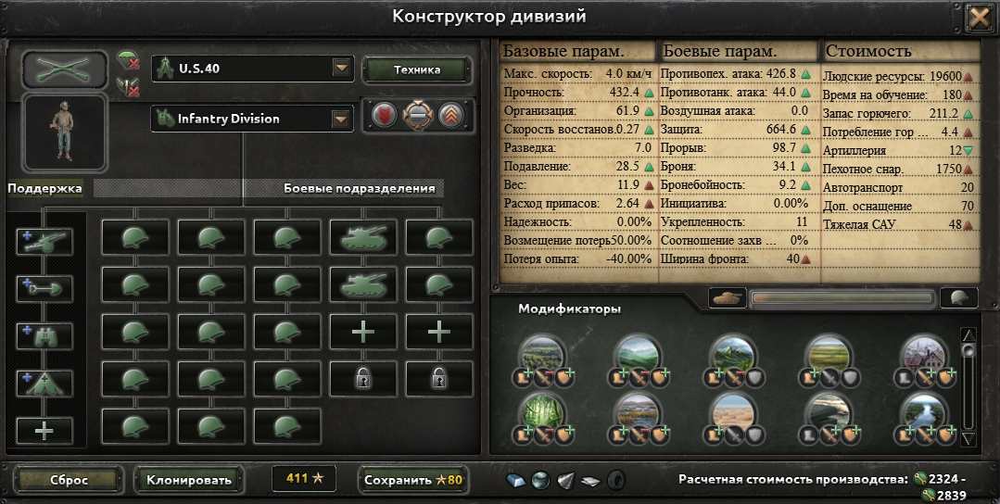 Конструктор дивизий
U.S.40
Техника
Infantry Division
Поддержка
Боевые подразделения
Базовые парам.
Макс. скорость: 4.0 км/ч
Прочность: 432.4
Организация: 61.9
Скорость восстанов.0.27
Разведка: 7.0
Подавление: 28.5
Вес: 11.9
Расход припасов: 2.64
Надежность: 0.00%
Возмещение потерь50.00%
Потеря опыта: -40.00%
Боевые парам.
Противопех. атака: 426.8
Противотанк. атака: 44.0
Воздушная атака: 0.0
Защита: 664.6
Прорыв: 98.7
Броня: 34.1
Бронебойность: 9.2
Инициатива: 0.00%
Укрепленность: 11
Соотношение захв ... 0%
Ширина фронта: 40
Стоимость
Людские ресурсы: 19600
Время на обучение: 180
Запас горючего: 211.2
Потребление гор ... 4.4
Артиллерия 12
Пехотное снар. 1750
Автотранспорт 20
Доп. оснащение 70
Тяжелая САУ 48
Модификаторы
Сброс
Клонировать
411
Сохранить 80
Расчетная стоимость производства: 2324 -
2839